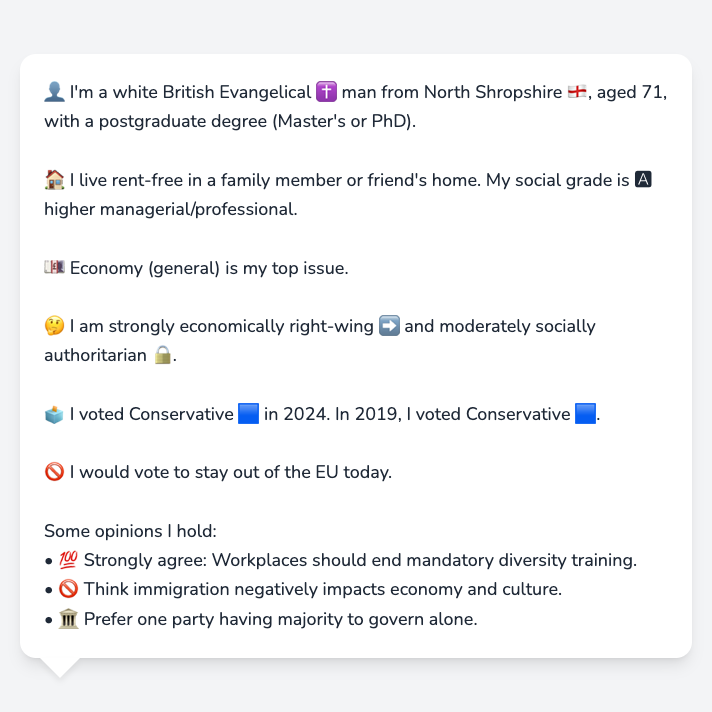 👤 I'm a white British Evangelical ✝️ man from North Shropshire 🏴󠁧󠁢󠁥󠁮󠁧󠁿, aged 71,
with a postgraduate degree (Master's or PhD).
🏠 I live rent-free in a family member or friend's home. My social grade is 🅰
higher managerial/professional.
💷 Economy (general) is my top issue.
🤔 I am strongly economically right-wing ➡️ and moderately socially
authoritarian 🔒.
🗳️ I voted Conservative 🟦 in 2024. In 2019, I voted Conservative 🟦.
🚫 I would vote to stay out of the EU today.
Some opinions I hold:
• 💯 Strongly agree: Workplaces should end mandatory diversity training.
• 🚫 Think immigration negatively impacts economy and culture.
• 🏛️ Prefer one party having majority to govern alone.